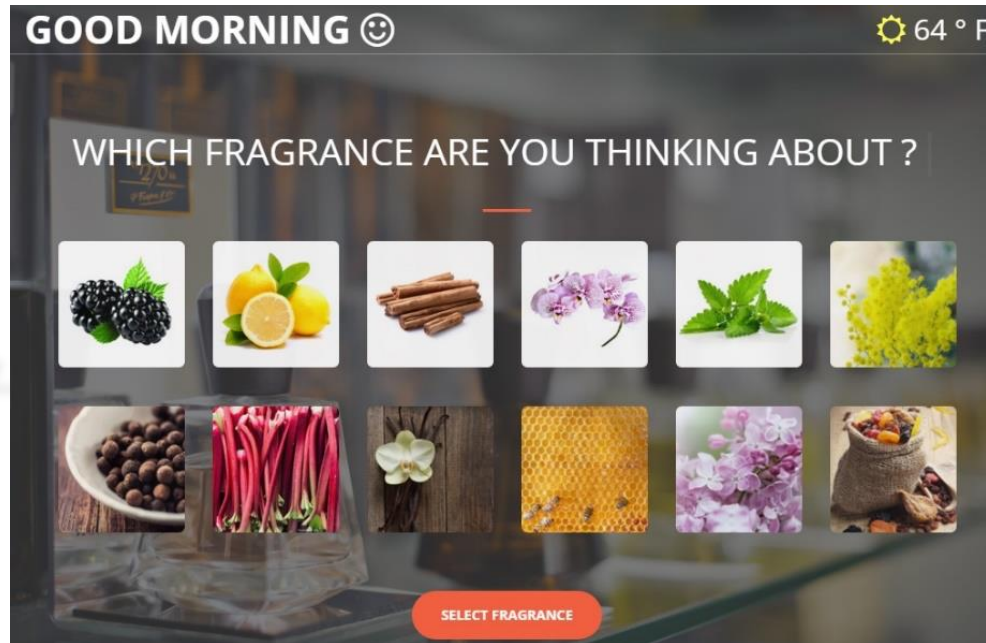 GOOD MORNING ☺
64 ° F
WHICH FRAGRANCE ARE YOU THINKING ABOUT ?
SELECT FRAGRANCE